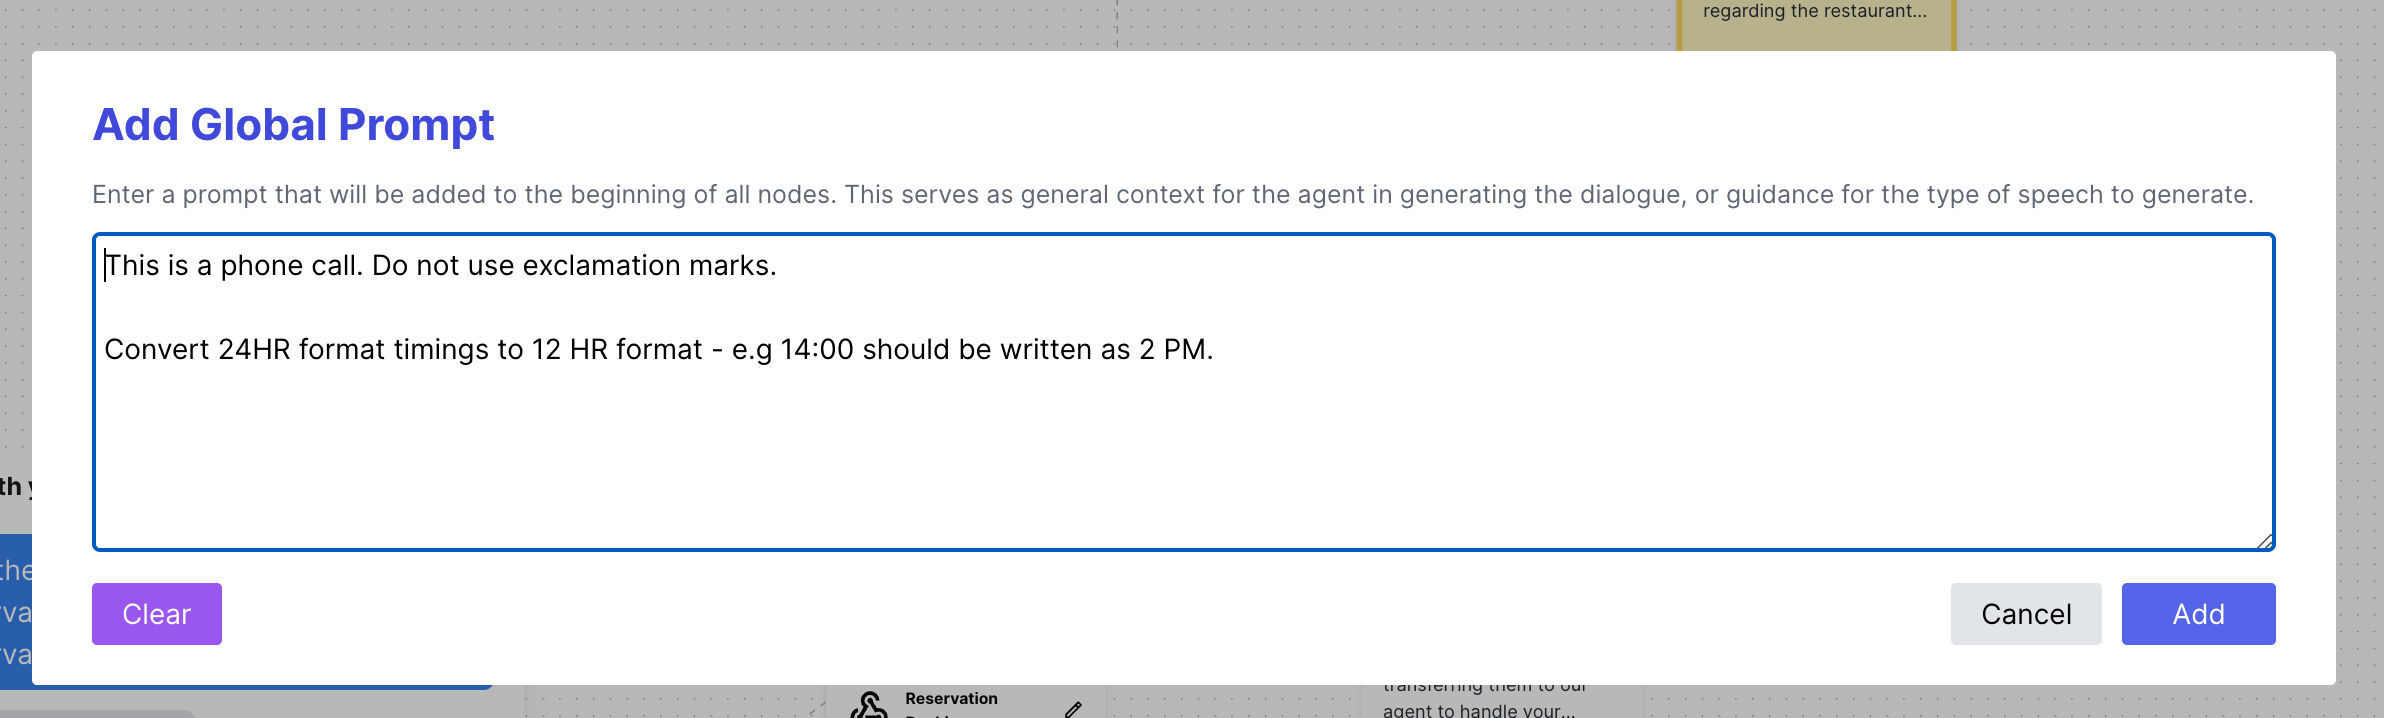 regarding the restaurant...
Add Global Prompt
Enter a prompt that will be added to the beginning of all nodes. This serves as general context for the agent in generating the dialogue, or guidance for the type of speech to generate.
This is a phone call. Do not use exclamation marks.
Convert 24HR format timings to 12 HR format - e.g 14:00 should be written as 2 PM.
th
the
rva
rva
Clear
Cancel
Add
transferring them to our
agent to handle your...
Reservation